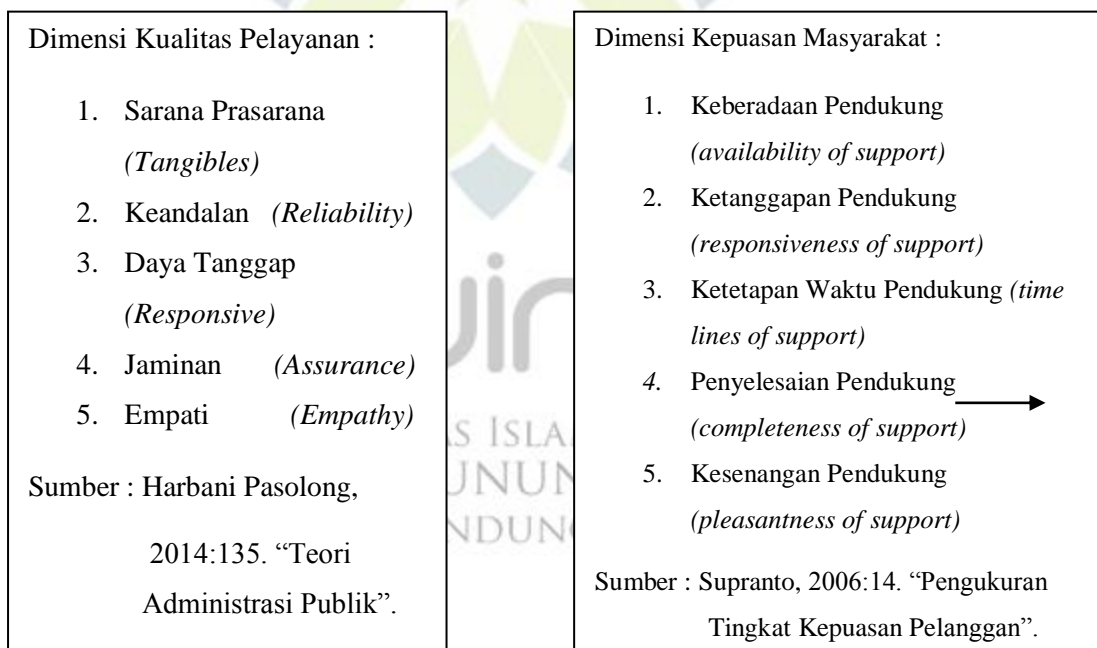 Dimensi Kualitas Pelayanan :
1. Sarana Prasarana
(Tangibles)
2. Keandalan (Reliability)
3. Daya Tanggap
(Responsive)
4. Jaminan (Assurance)
5. Empati (Empathy)
Sumber : Harbani Pasolong,
2014:135. “Teori
Administrasi Publik”.
Dimensi Kepuasan Masyarakat :
1. Keberadaan Pendukung
(availability of support)
2. Ketanggapan Pendukung
(responsiveness of support)
3. Ketetapan Waktu Pendukung (time
lines of support)
4. Penyelesaian Pendukung
(completeness of support)
5. Kesenangan Pendukung
(pleasantness of support)
Sumber : Supranto, 2006:14. “Pengukuran
Tingkat Kepuasan Pelanggan”.